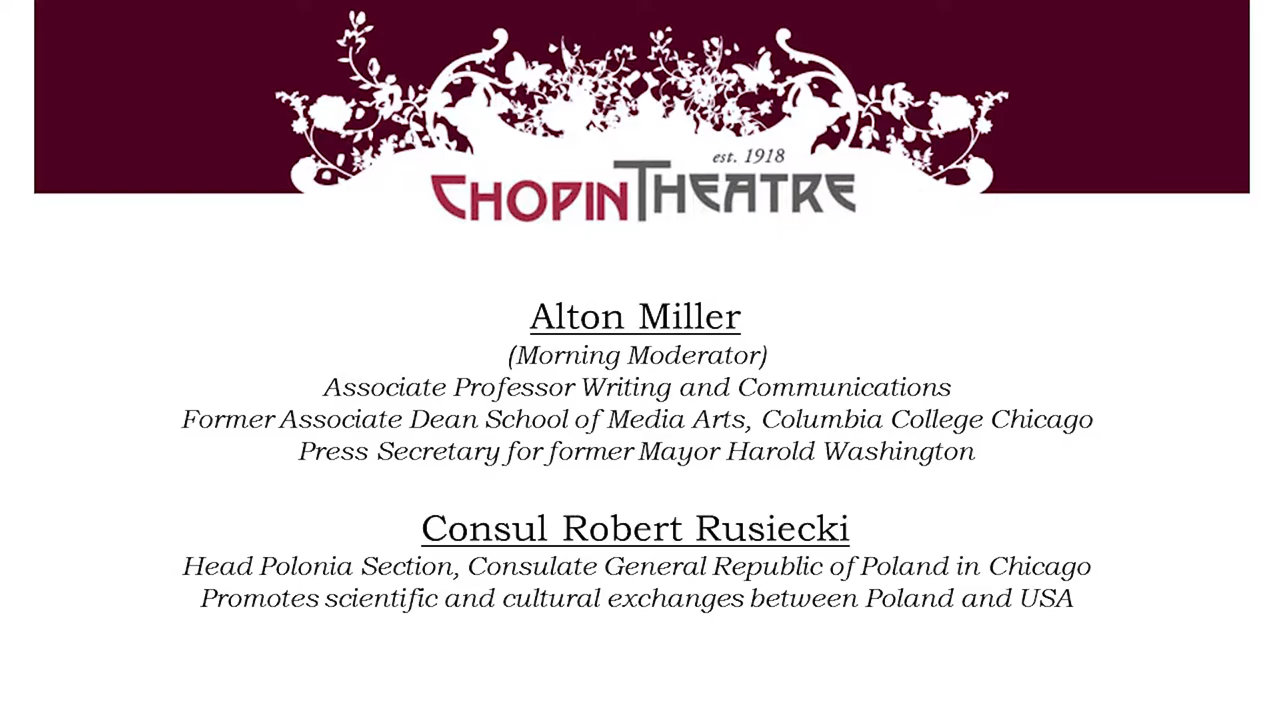 est. 1918
CHOPIN THEATRE
Alton Miller
(Morning Moderator)
Associate Professor Writing and Communications
Former Associate Dean School of Media Arts, Columbia College Chicago
Press Secretary for former Mayor Harold Washington
Consul Robert Rusiecki
Head Polonia Section, Consulate General Republic of Poland in Chicago
Promotes scientific and cultural exchanges between Poland and USA